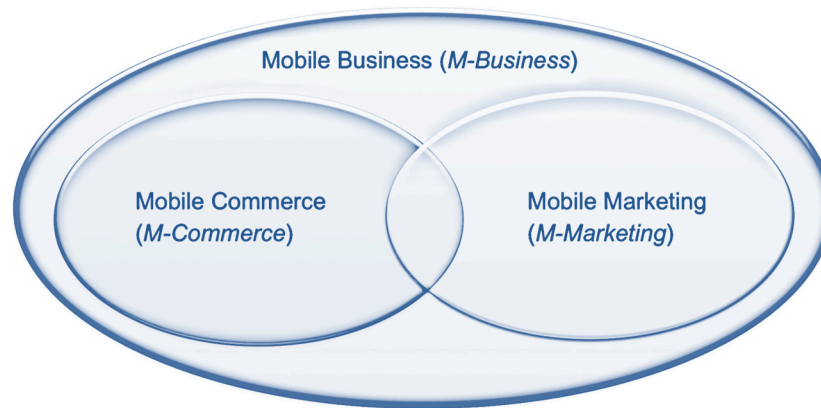 Mobile Business (M-Business)
Mobile Commerce
(M-Commerce)
Mobile Marketing
(M-Marketing)